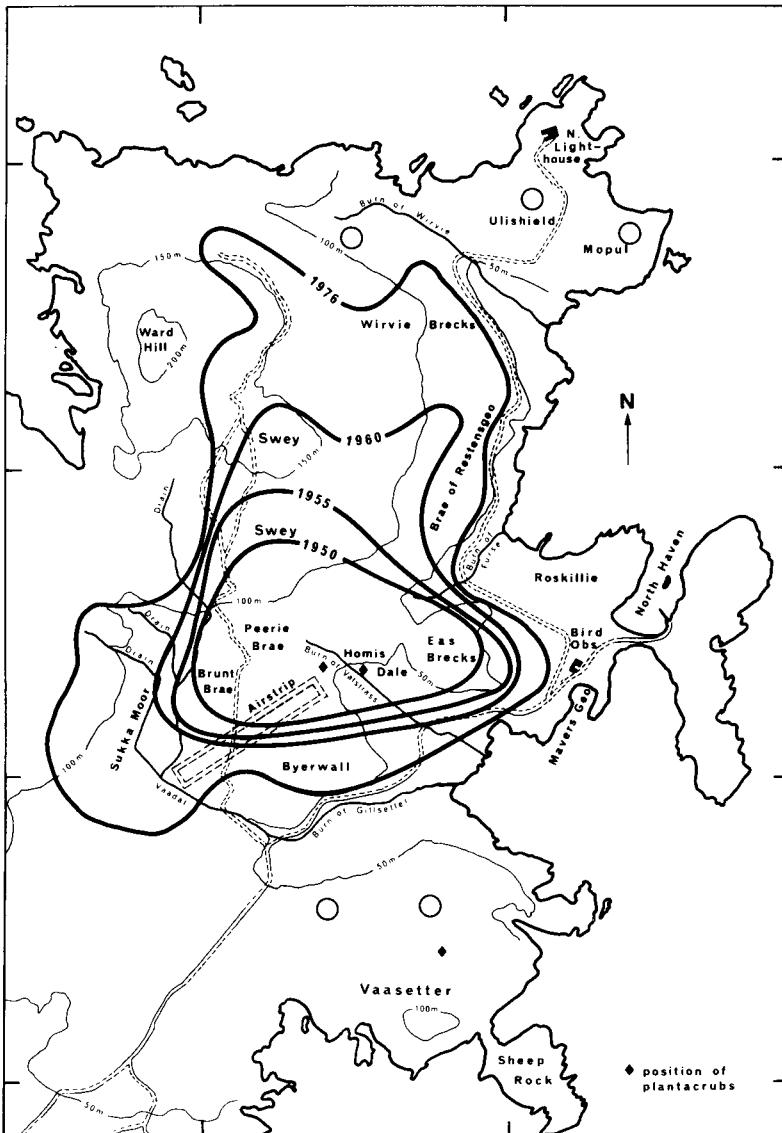 N.
Light-
house
Burn of Wirvie
Ulishield
Mopul
100m
50m
150m
1976
Ward
Hill
200m
Wirvie Brecks
N
Swey
1960
150m
Brae of Restensgeo
Drain
1955
Swey
1950
Burn of
Furse
Roskillie
North Haven
100m
Peerie
Brae
Drain
Drain
Homis
Dale
Eas
Brecks
Bird
Obs
Brunt
Brae
Burn of Vatstrass
50m
Airstrip
Mavers Geo
Sukka Moor
100m
Byerwall
Vaadal
Burn of Gilsetter
50m
Vaasetter
100m
Sheep
Rock
position of
plantacrubs
50m